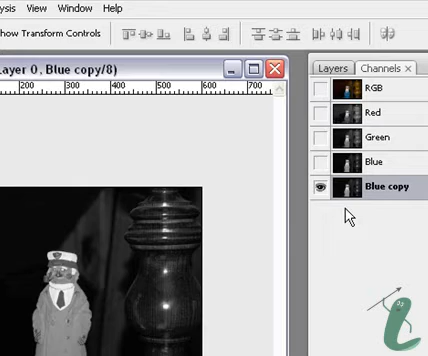 ysis View Window Help
how Transform Controls
Layer 0, Blue copy/8)
200 300 400 500 600 700
Layers Channels ×
RGB
Red
Green
Blue
Blue copy